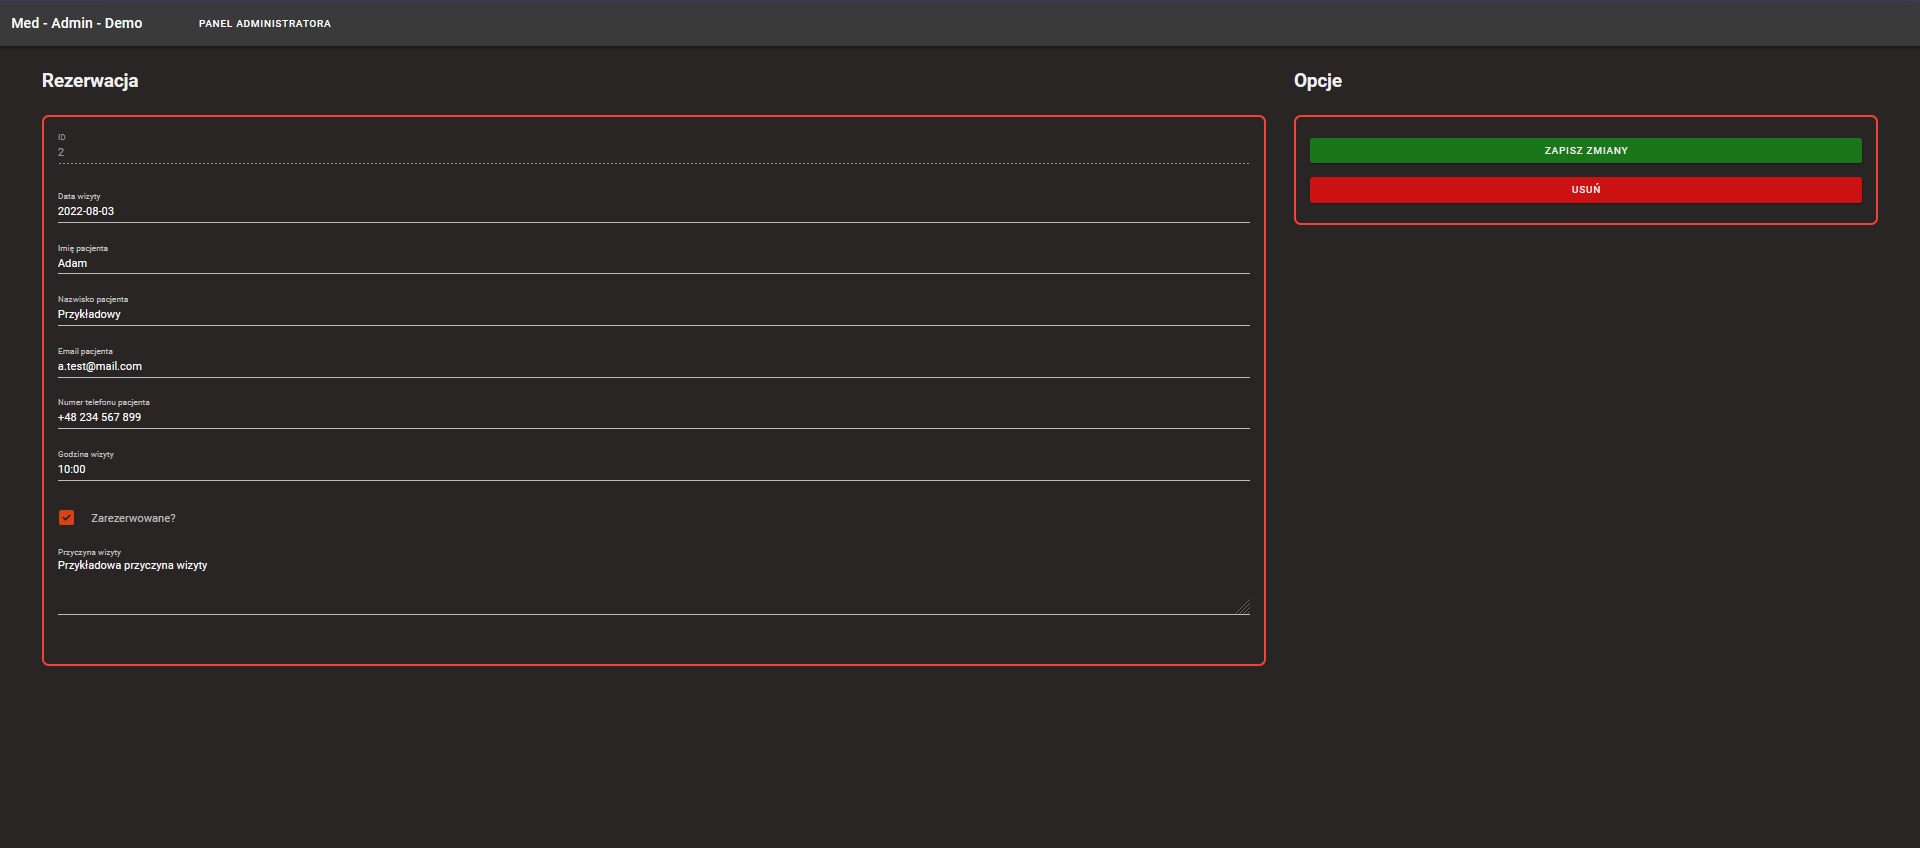 Med - Admin - Demo
PANEL ADMINISTRATORA
Rezerwacja
ID
2
Data wizyty
2022-08-03
Imię pacjenta
Adam
Nazwisko pacjenta
Przykładowy
Email pacjenta
a.test@mail.com
Numer telefonu pacjenta
+48 234 567 899
Godzina wizyty
10:00
Zarezerwowane?
Przyczyna wizyty
Przykładowa przyczyna wizyty
Opcje
ZAPISZ ZMIANY
USUŃ